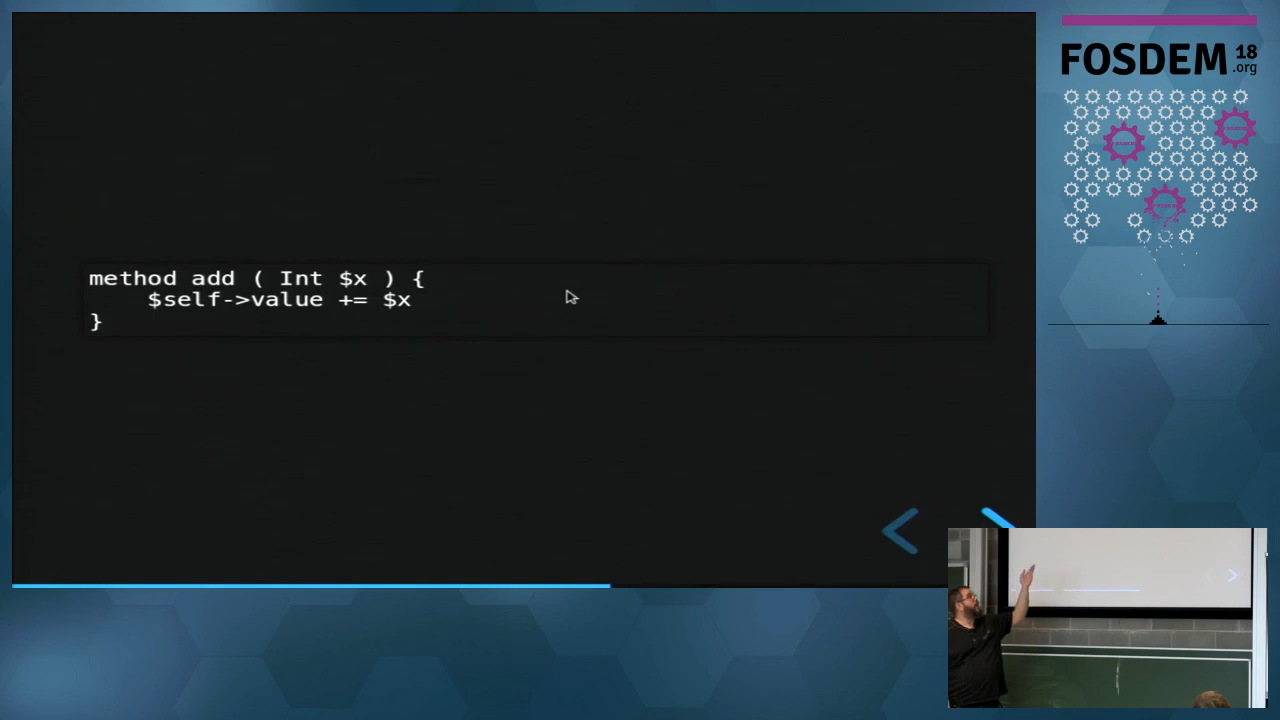 method add ( Int $x ) {
    $self->value += $x
}
FOSDEM 18
.org